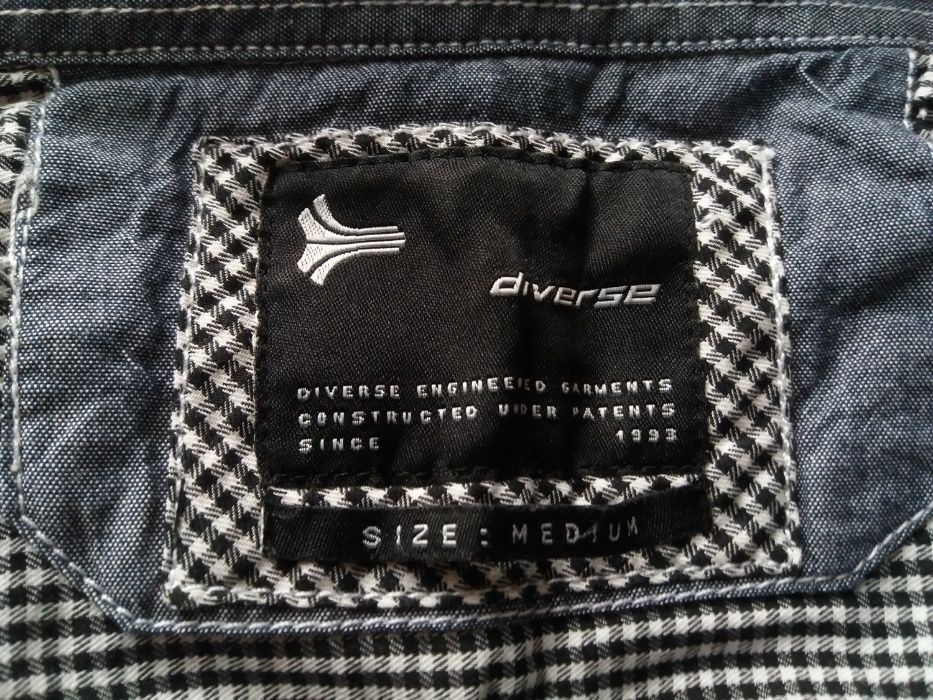 diverse
DIVERSE ENGINEERED GARMENTS
CONSTRUCTED UNDER PATENTS
SINCE 1993
SIZE : MEDIUM